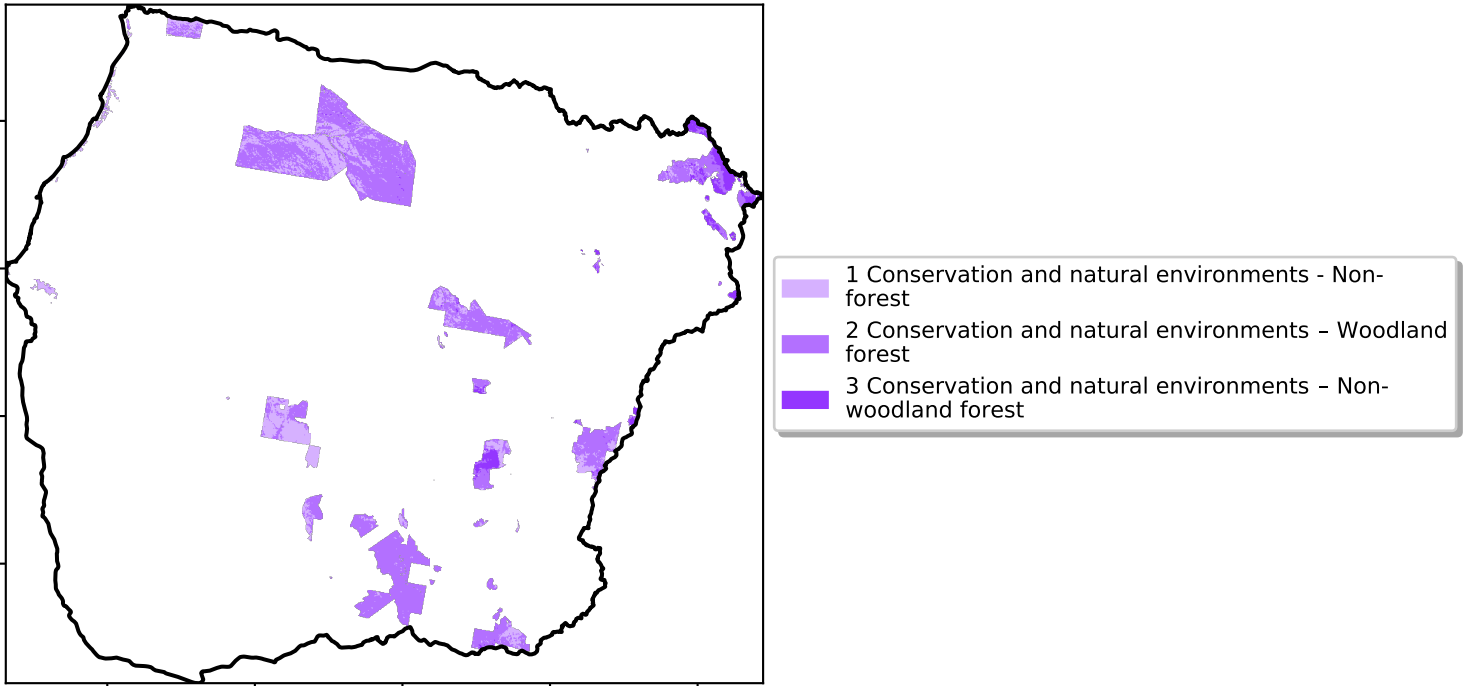 1 Conservation and natural environments - Non-
forest
2 Conservation and natural environments – Woodland
forest
3 Conservation and natural environments – Non-
woodland forest